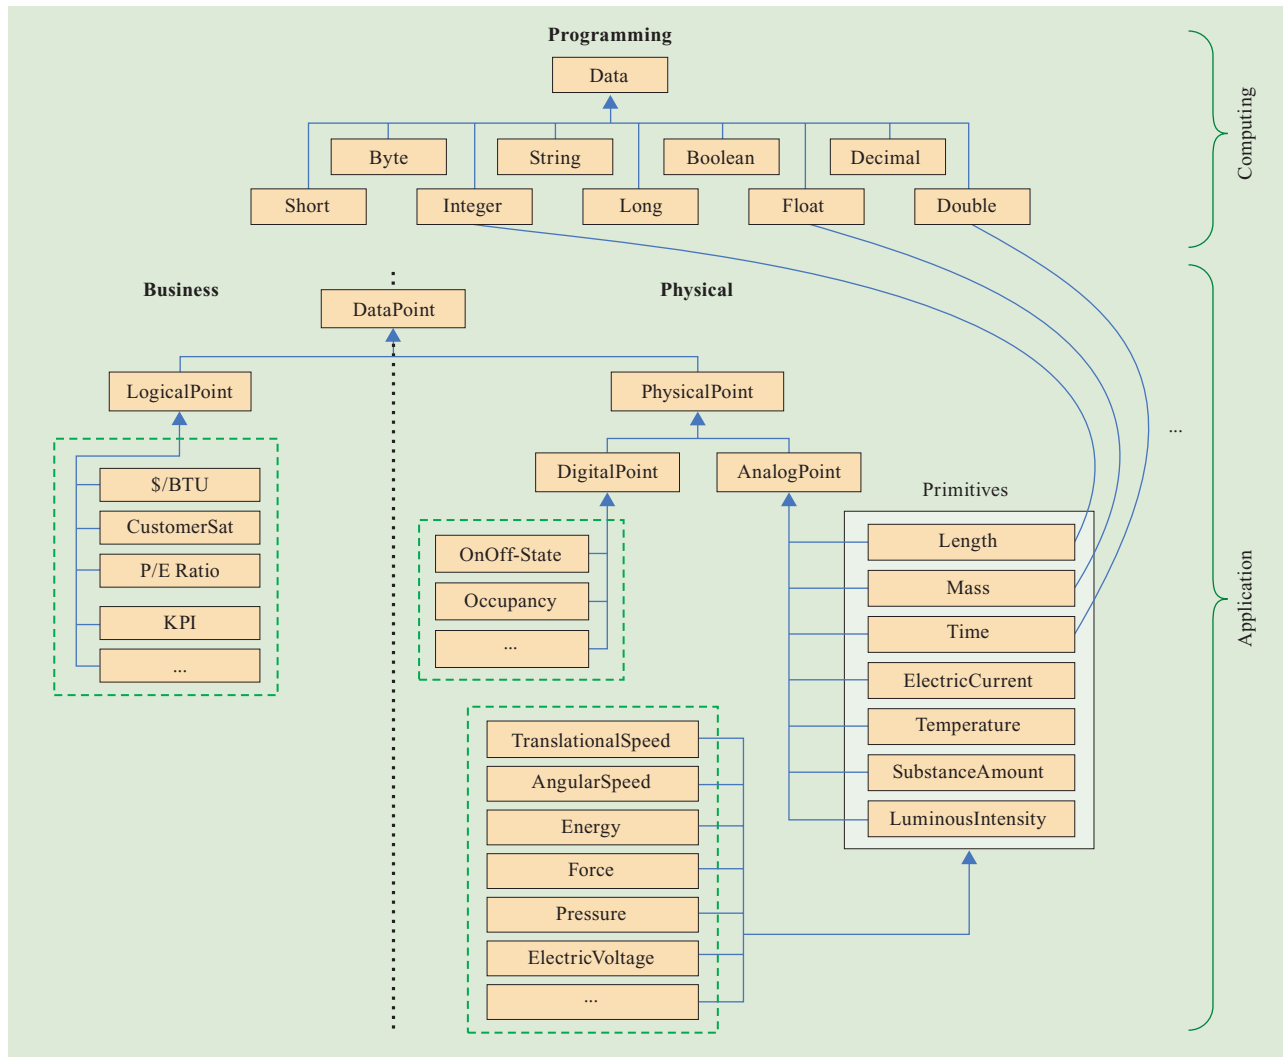 Programming
Data
Byte
String
Boolean
Decimal
Short
Integer
Long
Float
Double
Computing
Business
Physical
DataPoint
LogicalPoint
PhysicalPoint
...
$/BTU
CustomerSat
P/E Ratio
KPI
...
DigitalPoint
AnalogPoint
OnOff-State
Occupancy
...
Primitives
Length
Mass
Time
ElectricCurrent
Temperature
SubstanceAmount
LuminousIntensity
TranslationalSpeed
AngularSpeed
Energy
Force
Pressure
ElectricVoltage
...
Application